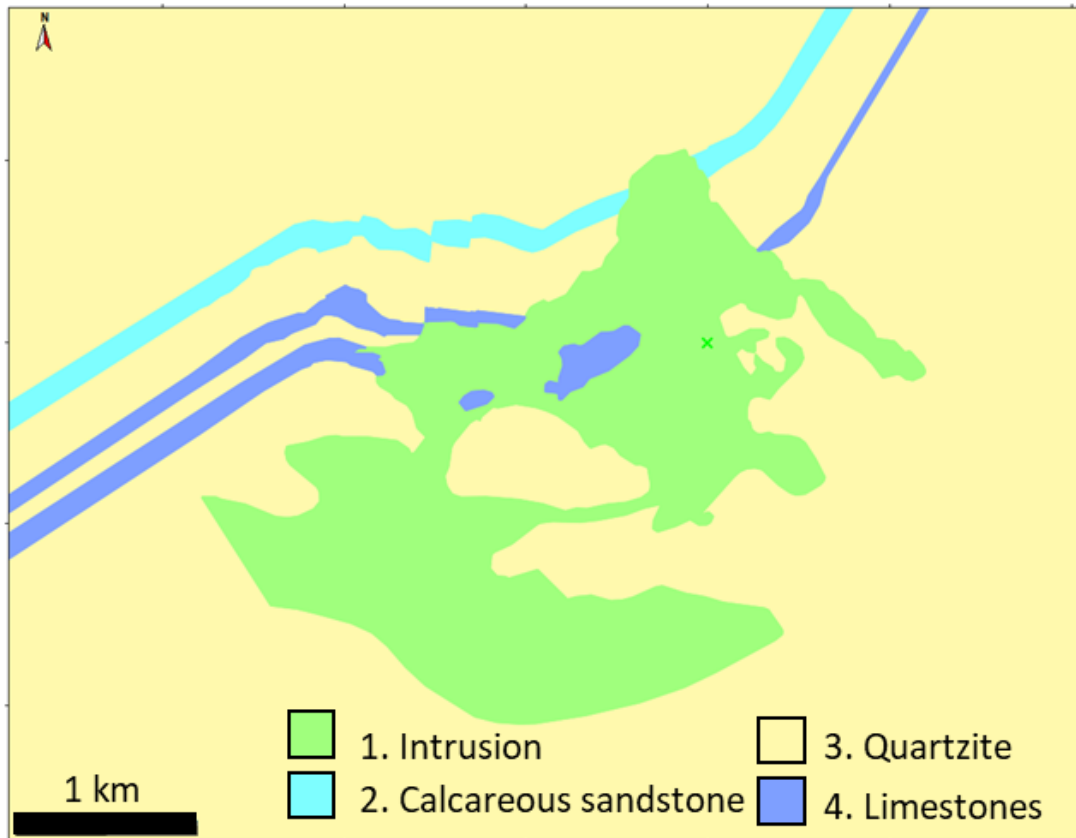 N
1. Intrusion
3. Quartzite
1 km
2. Calcareous sandstone
4. Limestones